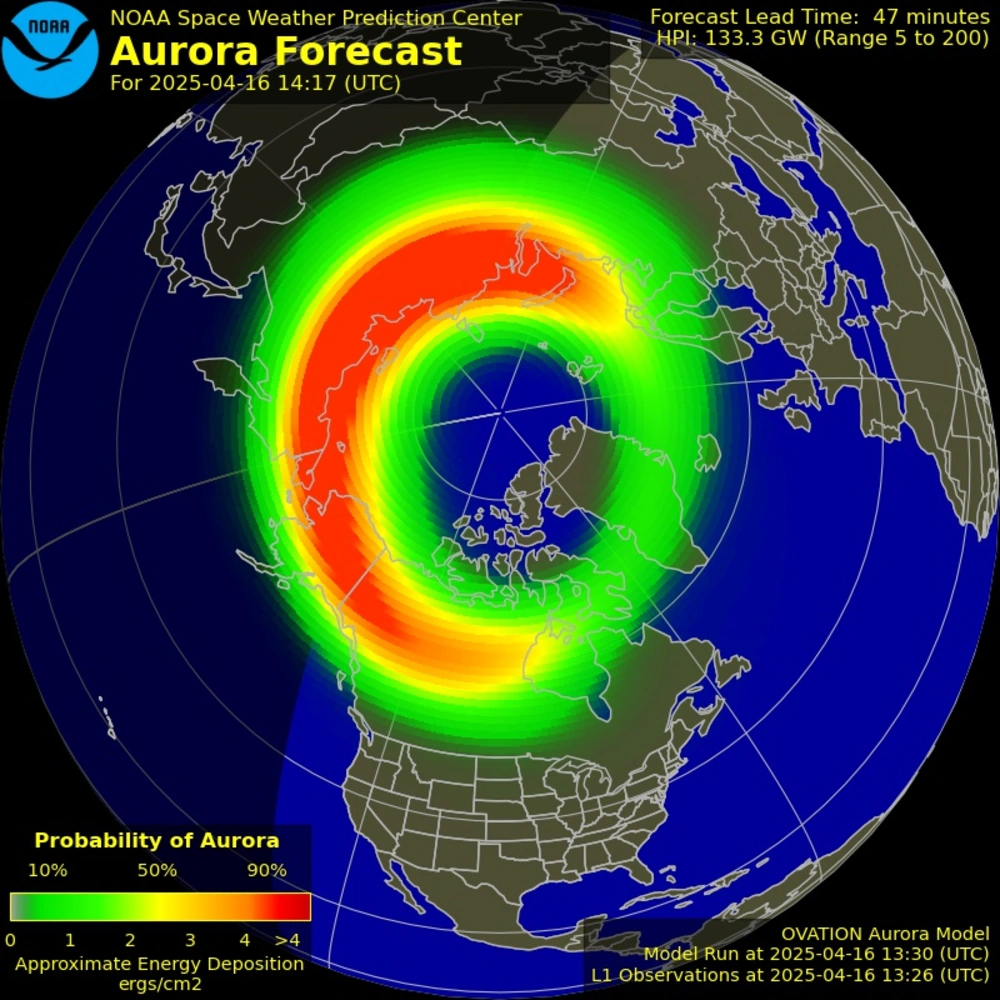 NOAA
NOAA Space Weather Prediction Center
Aurora Forecast
For 2025-04-16 14:17 (UTC)
Forecast Lead Time: 47 minutes
HPI: 133.3 GW (Range 5 to 200)
Probability of Aurora
10% 50% 90%
0 1 2 3 4 >4
Approximate Energy Deposition
ergs/cm2
OVATION Aurora Model
Model Run at 2025-04-16 13:30 (UTC)
L1 Observations at 2025-04-16 13:26 (UTC)